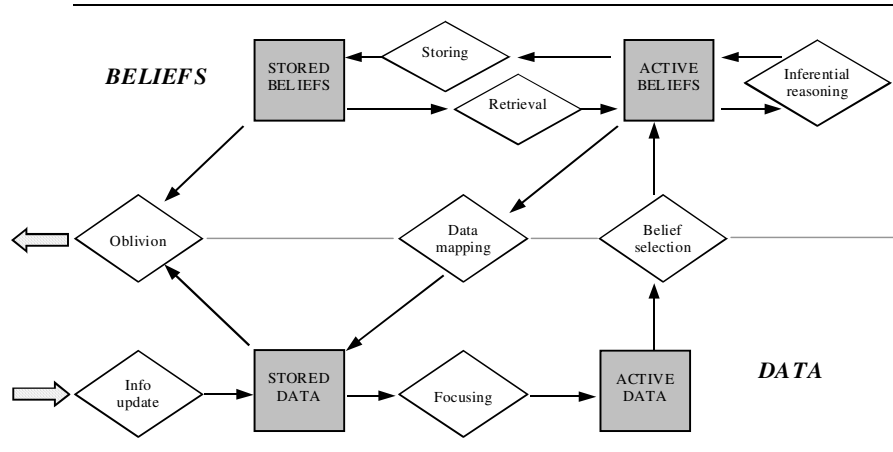 BELIEFS
STORED
BELIEFS
Storing
Retrieval
ACTIVE
BELIEFS
Inferential
reasoning
Oblivion
Data
mapping
Belief
selection
Info
update
STORED
DATA
Focusing
ACTIVE
DATA
DATA